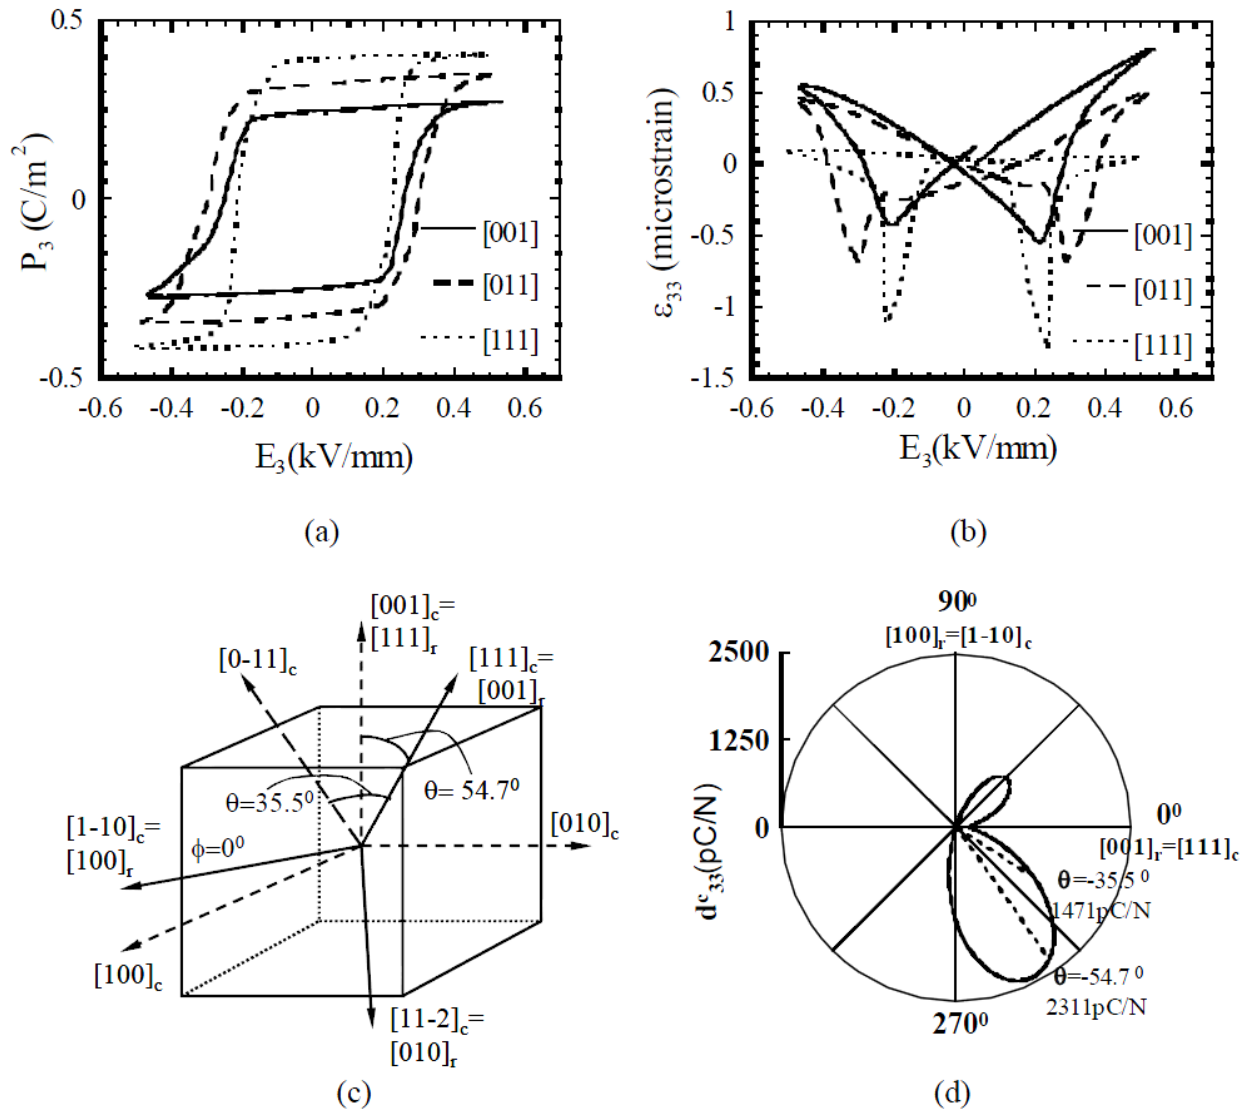 0.5
0
-0.5
P₃ (C/m²)
[001]
[011]
[111]
-0.6 -0.4 -0.2 0 0.2 0.4 0.6
E₃(kV/mm)
(a)
1
0.5
0
-0.5
-1
-1.5
ε₃₃ (microstrain)
[001]
[011]
[111]
-0.6 -0.4 -0.2 0 0.2 0.4 0.6
E₃(kV/mm)
(b)
[001]c=
[111]r
[0-11]c
[111]c=
[001]r
θ=35.5⁰
θ= 54.7⁰
[1-10]c=
[100]r
ϕ=0⁰
[010]c
[100]c
[11-2]c=
[010]r
(c)
90⁰
[100]r=[1-10]c
2500
1250
0
dᶜ₃₃(pC/N)
0⁰
[001]r=[111]c
θ=-35.5⁰
1471pC/N
θ=-54.7⁰
2311pC/N
270⁰
(d)